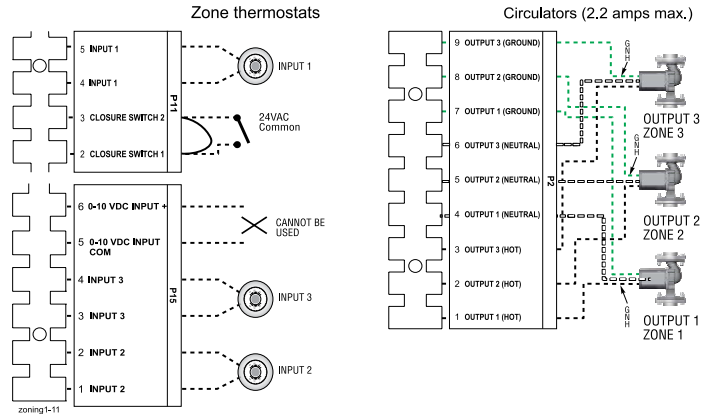 Zone thermostats
5 INPUT 1
4 INPUT 1
3 CLOSURE SWITCH 2
2 CLOSURE SWITCH 1
P11
INPUT 1
24VAC
Common
6 0-10 VDC INPUT +
5 0-10 VDC INPUT
COM
4 INPUT 3
3 INPUT 3
2 INPUT 2
1 INPUT 2
P15
CANNOT BE
USED
INPUT 3
INPUT 2
zoning1-11
Circulators (2.2 amps max.)
9 OUTPUT 3 (GROUND)
8 OUTPUT 2 (GROUND)
7 OUTPUT 1 (GROUND)
6 OUTPUT 3 (NEUTRAL)
5 OUTPUT 2 (NEUTRAL)
4 OUTPUT 1 (NEUTRAL)
3 OUTPUT 3 (HOT)
2 OUTPUT 2 (HOT)
1 OUTPUT 1 (HOT)
P2
GNH
OUTPUT 3
ZONE 3
GNH
OUTPUT 2
ZONE 2
GNH
OUTPUT 1
ZONE 1